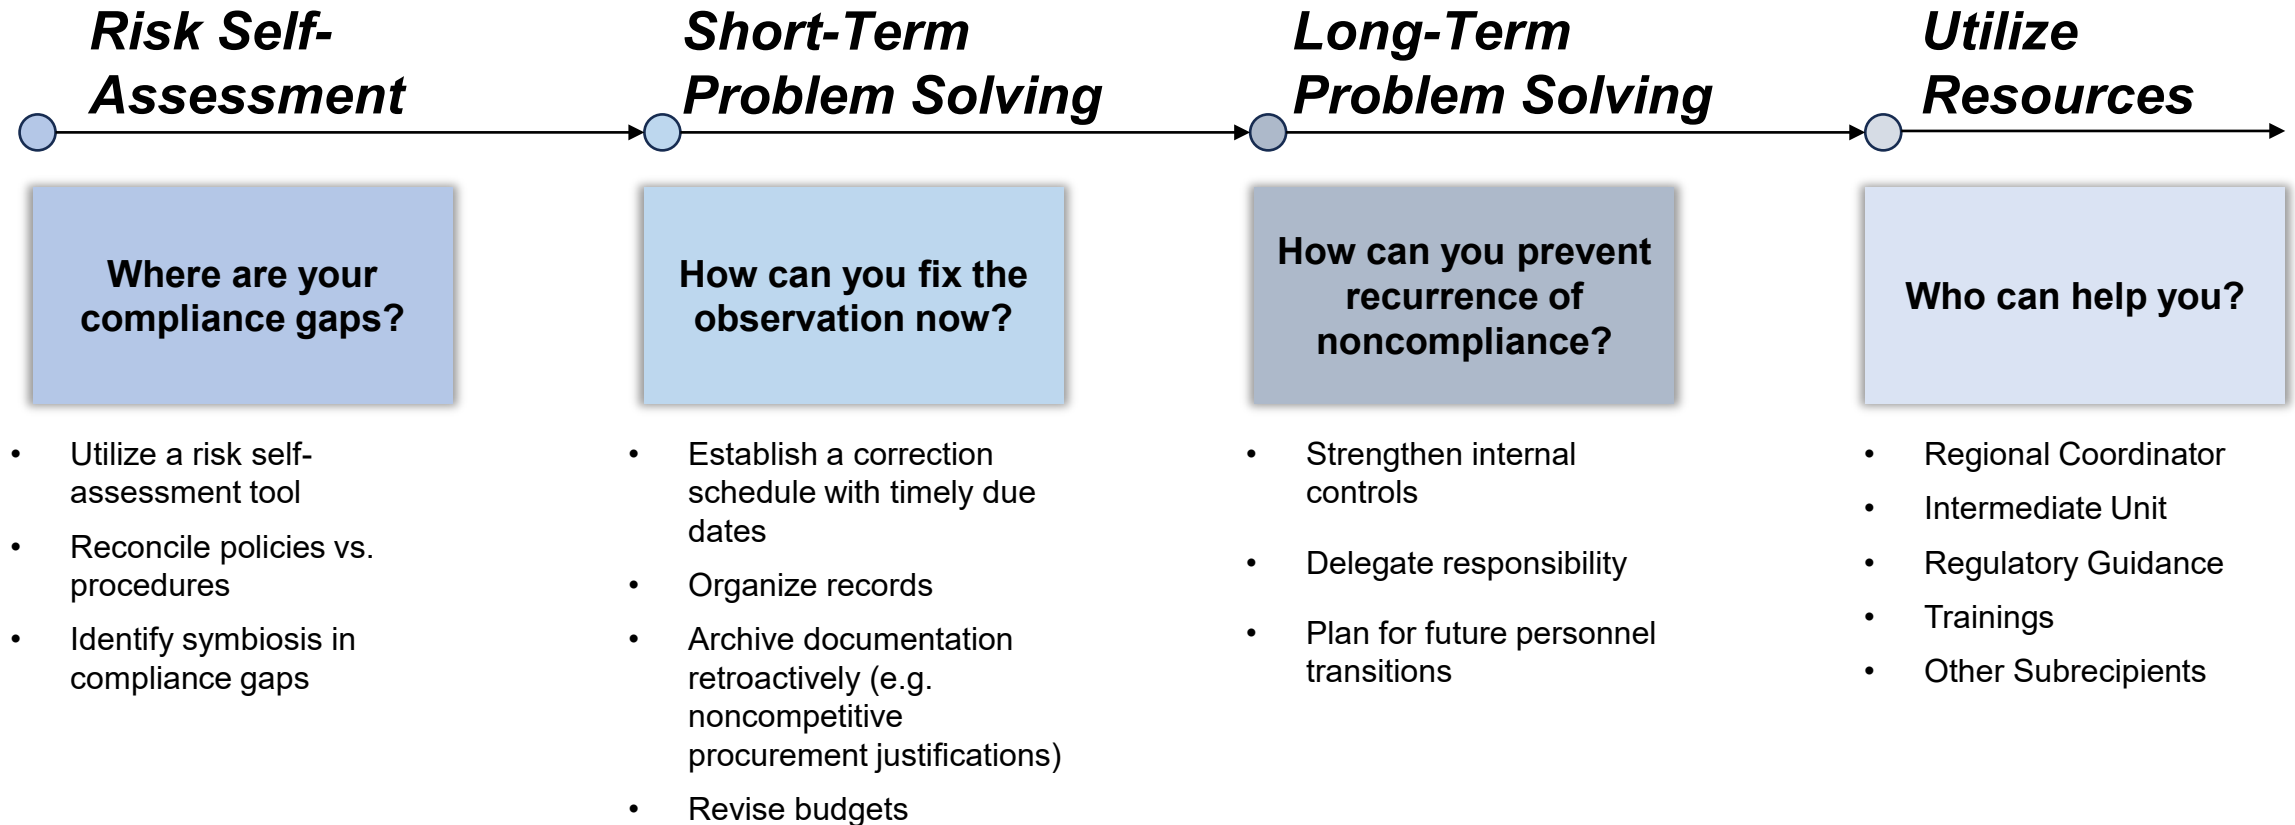 Risk Self-
Assessment
Short-Term
Problem Solving
Long-Term
Problem Solving
Utilize
Resources
Where are your
compliance gaps?
How can you fix the
observation now?
How can you prevent
recurrence of
noncompliance?
Who can help you?
• Utilize a risk self-
assessment tool
• Reconcile policies vs.
procedures
• Identify symbiosis in
compliance gaps
• Establish a correction
schedule with timely due
dates
• Organize records
• Archive documentation
retroactively (e.g.
noncompetitive
procurement justifications)
• Revise budgets
• Strengthen internal
controls
• Delegate responsibility
• Plan for future personnel
transitions
• Regional Coordinator
• Intermediate Unit
• Regulatory Guidance
• Trainings
• Other Subrecipients